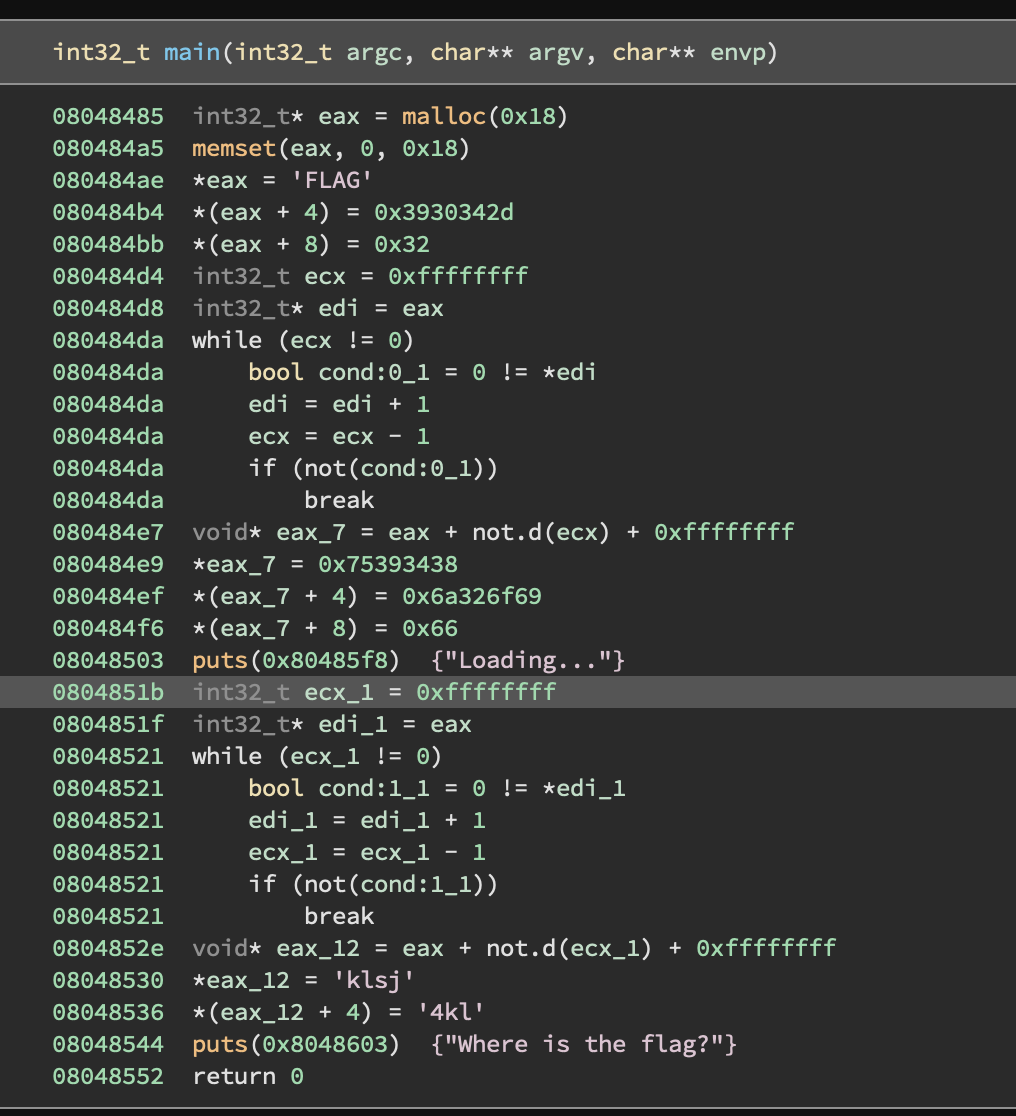 int32_t main(int32_t argc, char** argv, char** envp)
08048485  int32_t* eax = malloc(0x18)
080484a5  memset(eax, 0, 0x18)
080484ae  *eax = 'FLAG'
080484b4  *(eax + 4) = 0x3930342d
080484bb  *(eax + 8) = 0x32
080484d4  int32_t ecx = 0xffffffff
080484d8  int32_t* edi = eax
080484da  while (ecx != 0)
080484da      bool cond:0_1 = 0 != *edi
080484da      edi = edi + 1
080484da      ecx = ecx - 1
080484da      if (not(cond:0_1))
080484da          break
080484e7  void* eax_7 = eax + not.d(ecx) + 0xffffffff
080484e9  *eax_7 = 0x75393438
080484ef  *(eax_7 + 4) = 0x6a326f69
080484f6  *(eax_7 + 8) = 0x66
08048503  puts(0x80485f8)  {"Loading..."}
0804851b  int32_t ecx_1 = 0xffffffff
0804851f  int32_t* edi_1 = eax
08048521  while (ecx_1 != 0)
08048521      bool cond:1_1 = 0 != *edi_1
08048521      edi_1 = edi_1 + 1
08048521      ecx_1 = ecx_1 - 1
08048521      if (not(cond:1_1))
08048521          break
0804852e  void* eax_12 = eax + not.d(ecx_1) + 0xffffffff
08048530  *eax_12 = 'klsj'
08048536  *(eax_12 + 4) = '4kl'
08048544  puts(0x8048603)  {"Where is the flag?"}
08048552  return 0